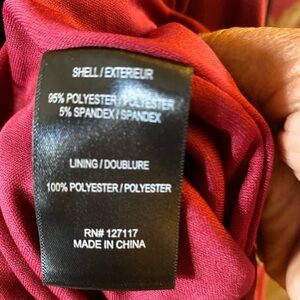 SHELL / EXTERIEUR
95% POLYESTER / POLYESTER
5% SPANDEX / SPANDEX
LINING / DOUBLURE
100% POLYESTER / POLYESTER
RN# 127117
MADE IN CHINA